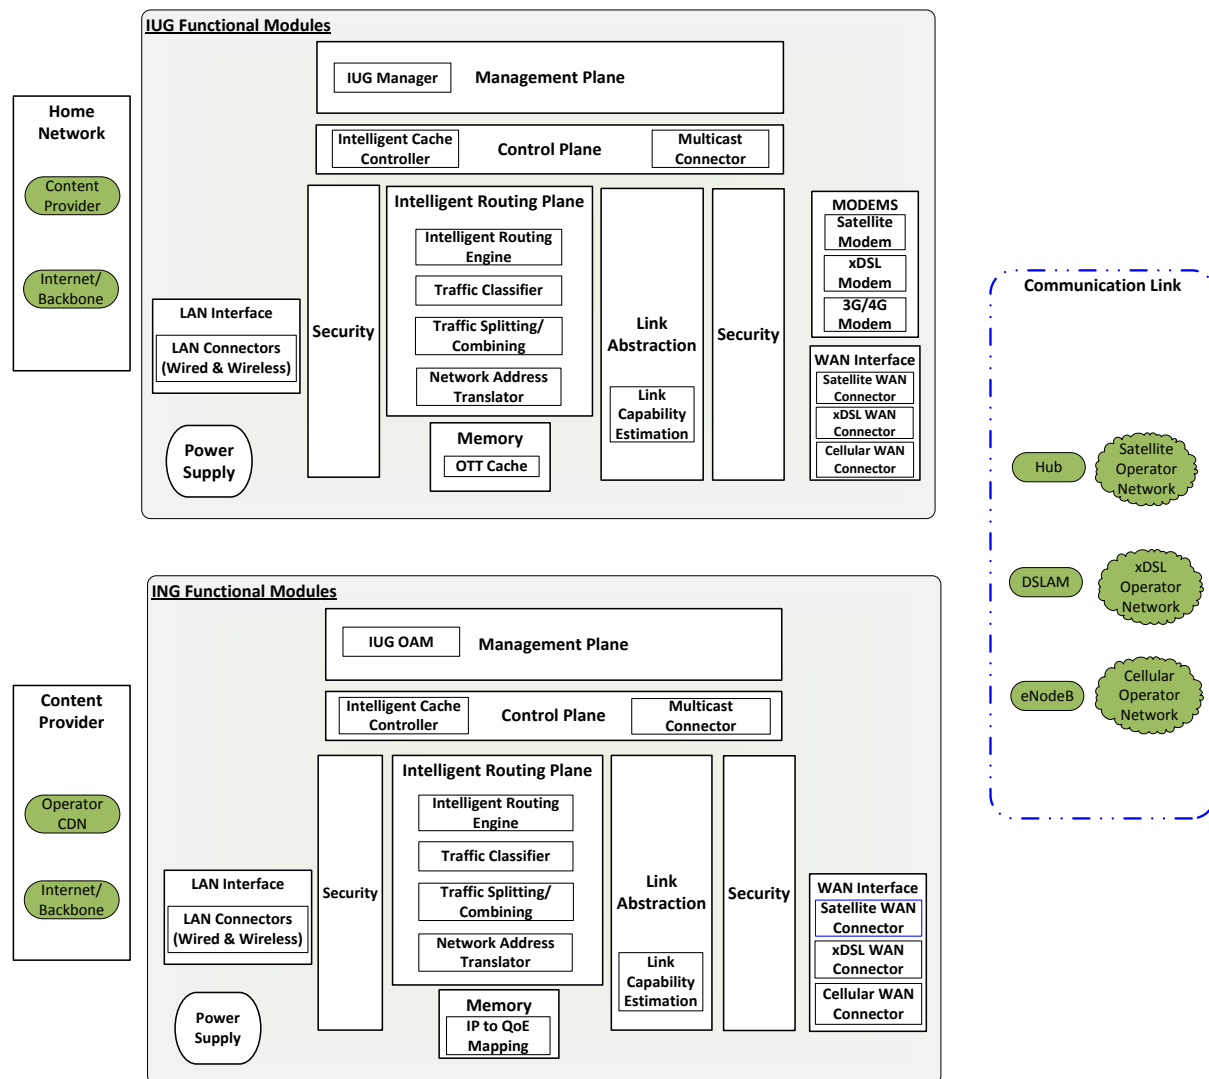 IUG Functional Modules
IUG Manager
Management Plane
Home
Network
Content
Provider
Internet/
Backbone
Intelligent Cache
Controller
Control Plane
Multicast
Connector
LAN Interface
LAN Connectors
(Wired & Wireless)
Power
Supply
Security
Intelligent Routing Plane
Intelligent Routing
Engine
Traffic Classifier
Traffic Splitting/
Combining
Network Address
Translator
Memory
OTT Cache
Link
Abstraction
Link
Capability
Estimation
Security
MODEMS
Satellite
Modem
xDSL
Modem
3G/4G
Modem
WAN Interface
Satellite WAN
Connector
xDSL WAN
Connector
Cellular WAN
Connector
Communication Link
Hub
Satellite
Operator
Network
DSLAM
xDSL
Operator
Network
eNodeB
Cellular
Operator
Network
ING Functional Modules
IUG OAM
Management Plane
Content
Provider
Operator
CDN
Internet/
Backbone
Intelligent Cache
Controller
Control Plane
Multicast
Connector
LAN Interface
LAN Connectors
(Wired & Wireless)
Power
Supply
Security
Intelligent Routing Plane
Intelligent Routing
Engine
Traffic Classifier
Traffic Splitting/
Combining
Network Address
Translator
Memory
IP to QoE
Mapping
Link
Abstraction
Link
Capability
Estimation
Security
WAN Interface
Satellite WAN
Connector
xDSL WAN
Connector
Cellular WAN
Connector